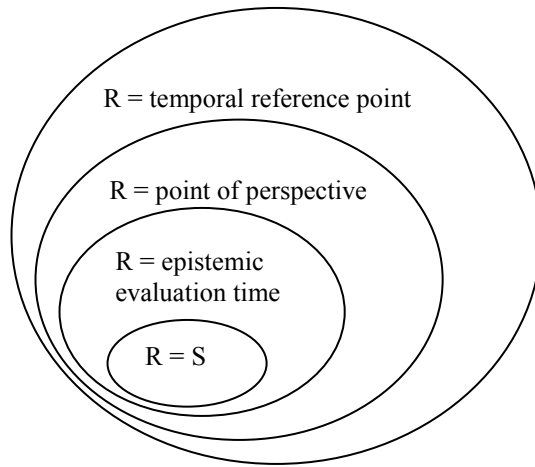 R = temporal reference point
R = point of perspective
R = epistemic
evaluation time
R = S